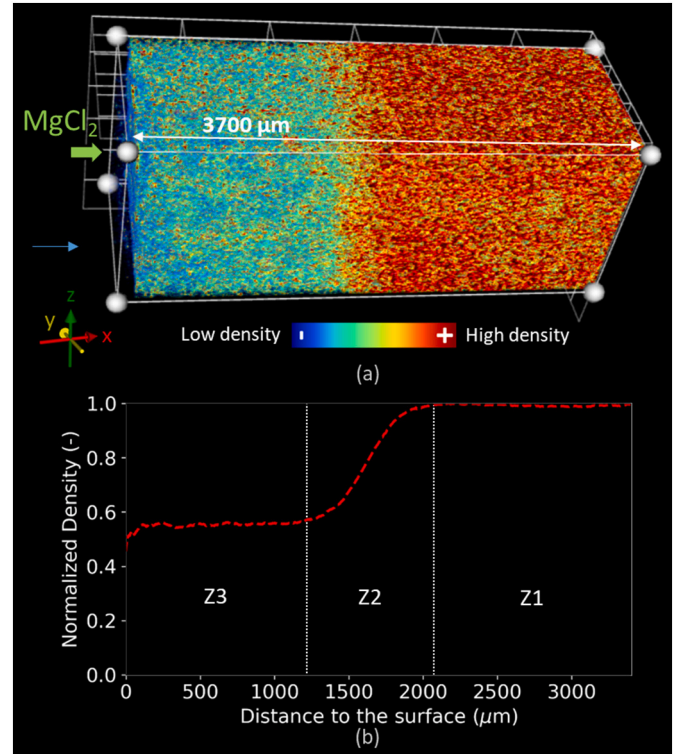 MgCl₂
3700 µm
z
y
x
Low density - + High density
(a)
Normalized Density (-)
1.0
0.8
0.6
0.4
0.2
0.0
Z3 Z2 Z1
0 500 1000 1500 2000 2500 3000
Distance to the surface (µm)
(b)